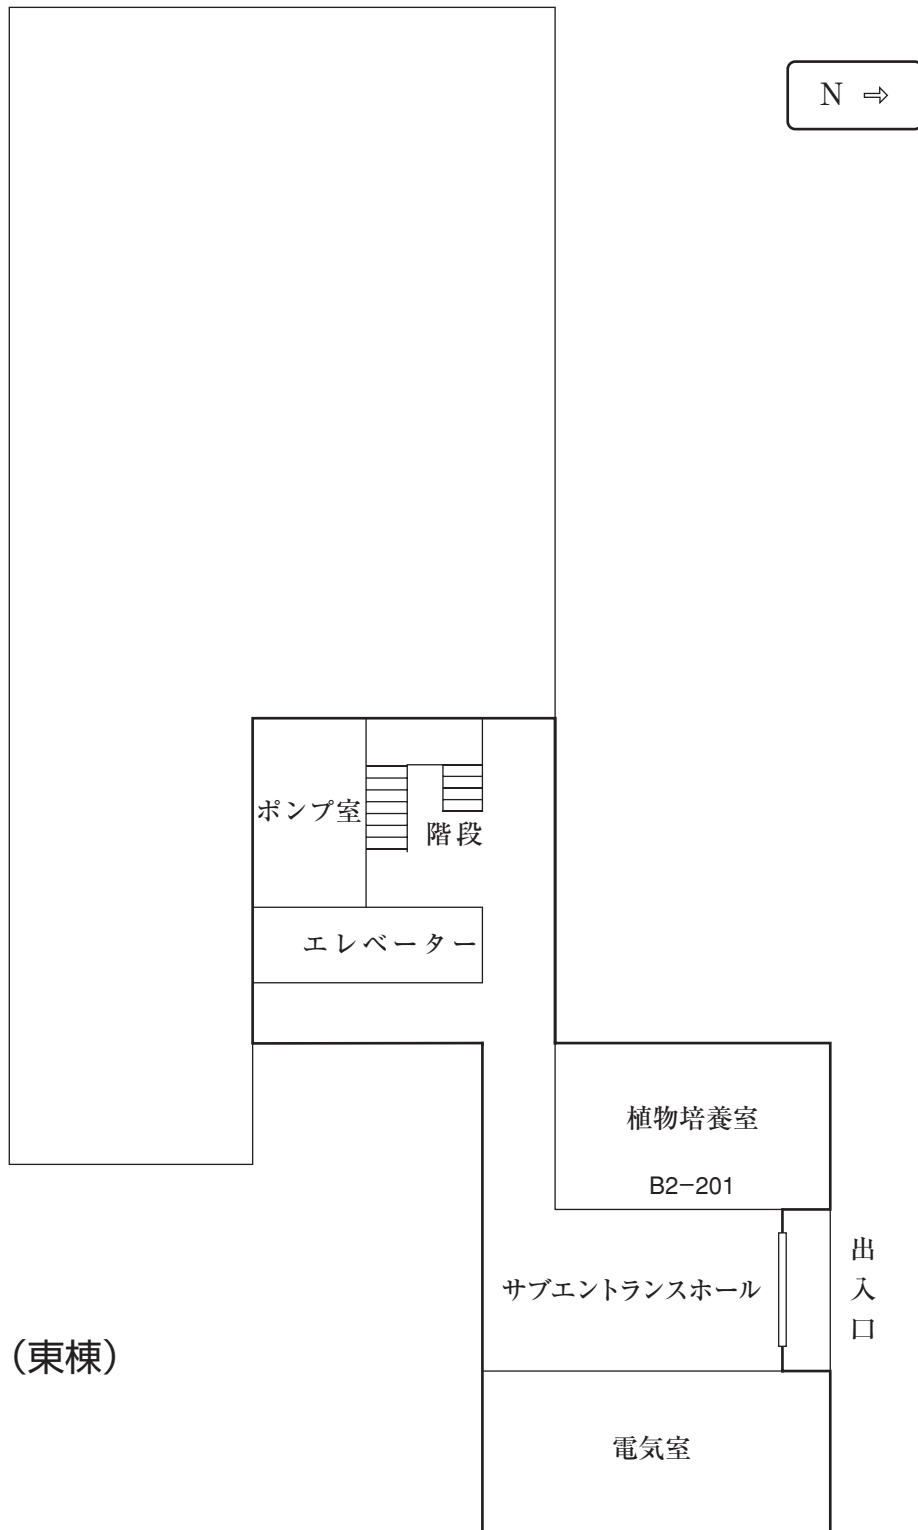 N ⇨
ポンプ室
階段
エレベーター
植物培養室
B2−201
サブエントランスホール
出入口
(東棟)
電気室